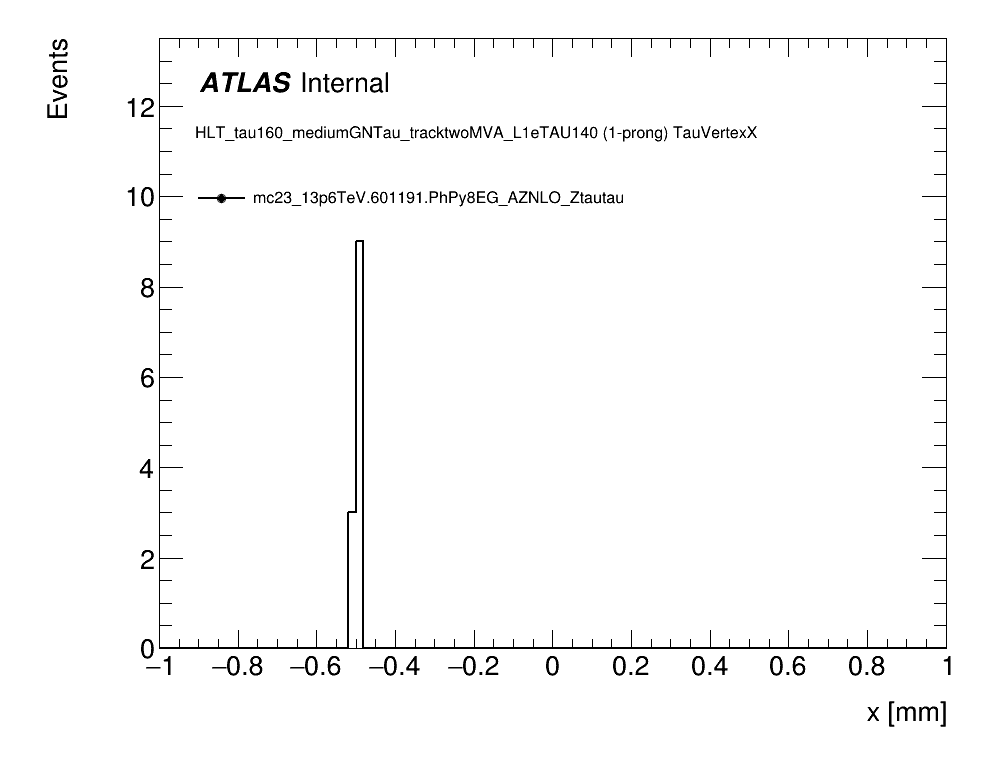 Events
ATLAS Internal
HLT_tau160_mediumGNTau_tracktwoMVA_L1eTAU140 (1-prong) TauVertexX
mc23_13p6TeV.601191.PhPy8EG_AZNLO_Ztautau
12
10
8
6
4
2
0
−1 −0.8 −0.6 −0.4 −0.2 0 0.2 0.4 0.6 0.8 1
x [mm]